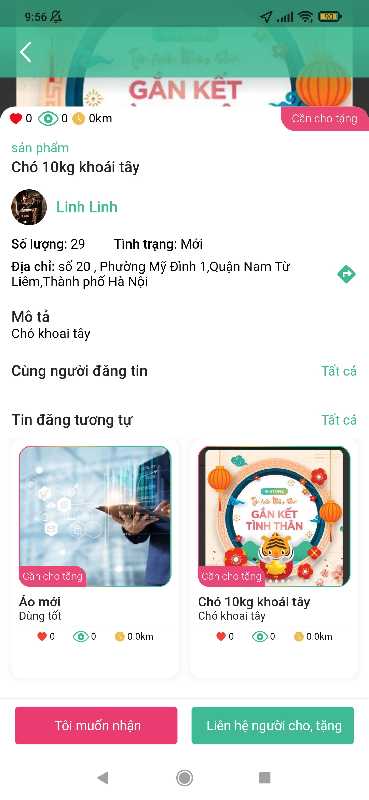 9:56
90
GẮN KẾT
0
0
0km
Cần cho tặng
sản phẩm
Chó 10kg khoái tây
Linh Linh
Số lượng: 29
Tình trạng: Mới
Địa chỉ: số 20 , Phường Mỹ Đình 1,Quận Nam Từ
Liêm,Thành phố Hà Nội
Mô tả
Chó khoai tây
Cùng người đăng tin
Tất cả
Tin đăng tương tự
Tất cả
GẮN KẾT
TÌNH THÂN
Cần cho tặng
Cần cho tặng
Áo mới
Dùng tốt
0
0
0.0km
Chó 10kg khoái tây
Chó khoai tây
0
0
0.0km
Tôi muốn nhận
Liên hệ người cho, tặng